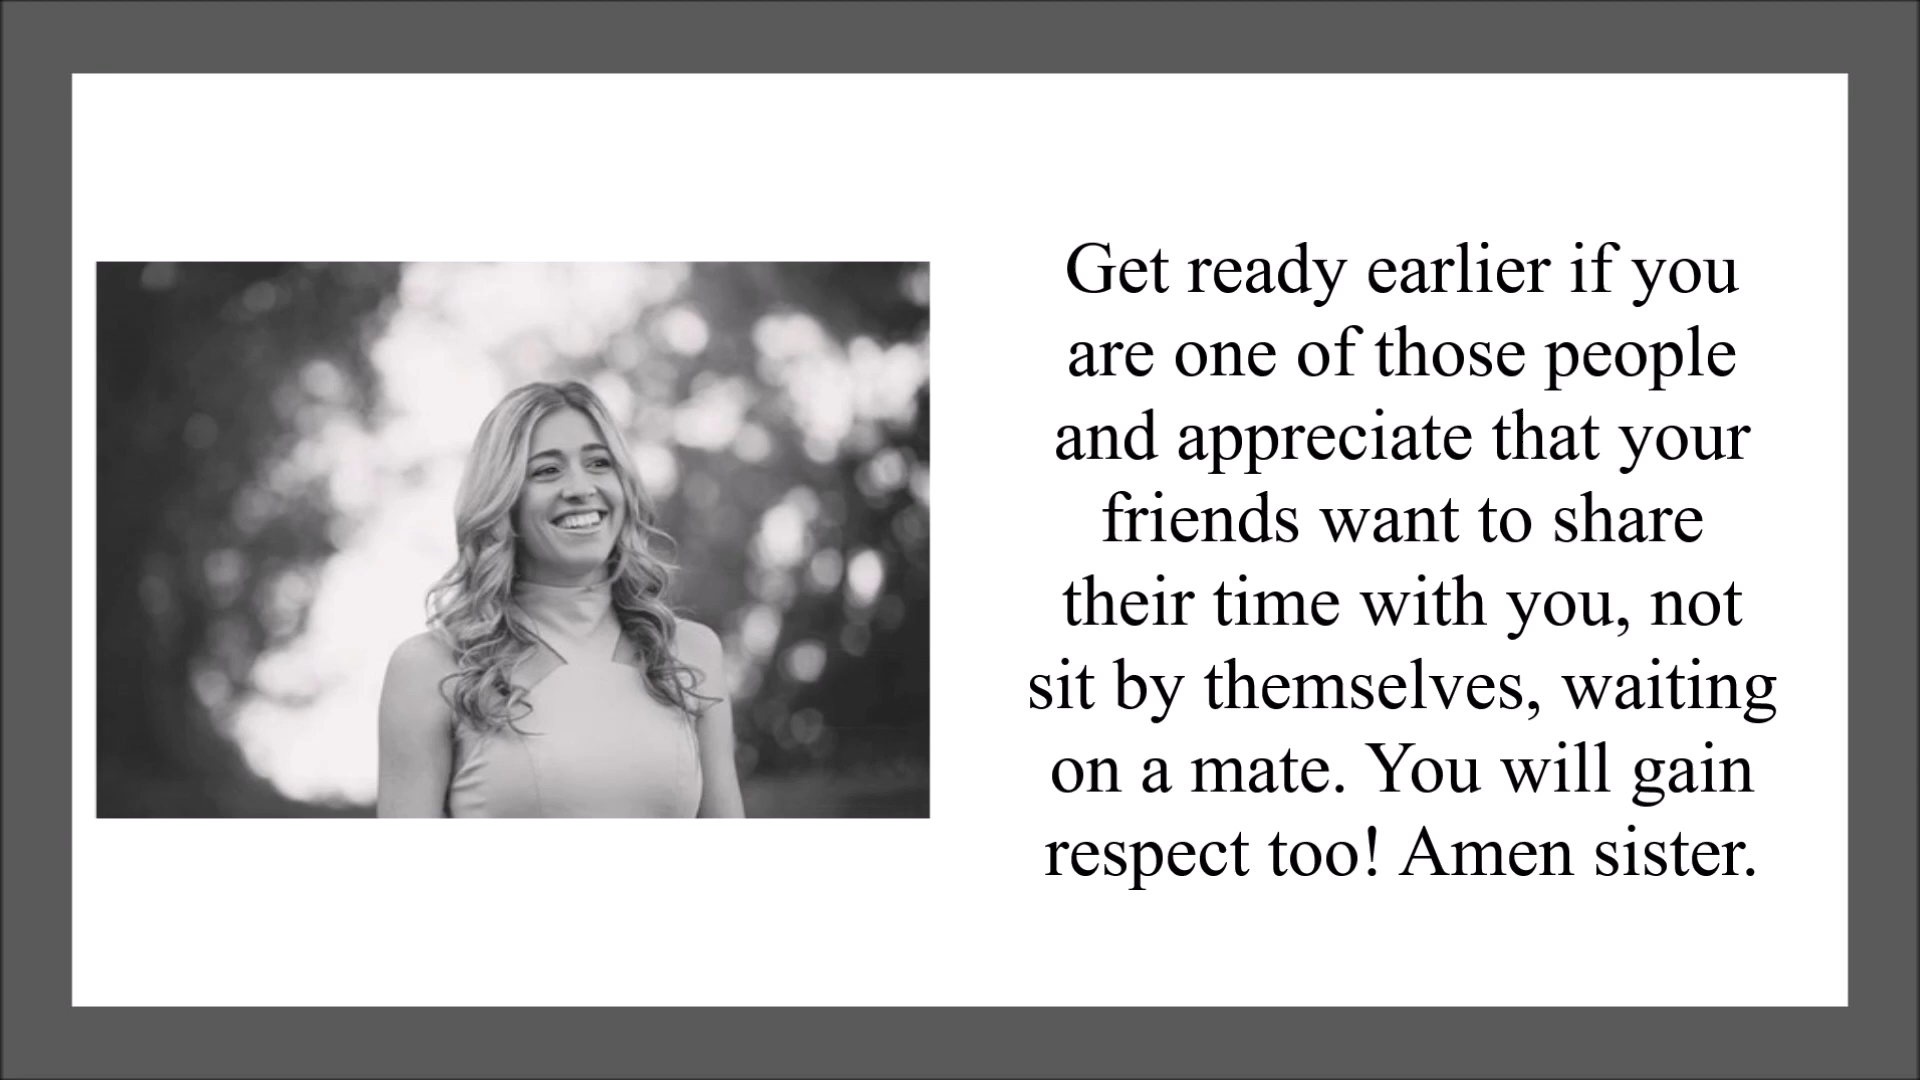 Get ready earlier if you
are one of those people
and appreciate that your
friends want to share
their time with you, not
sit by themselves, waiting
on a mate. You will gain
respect too! Amen sister.